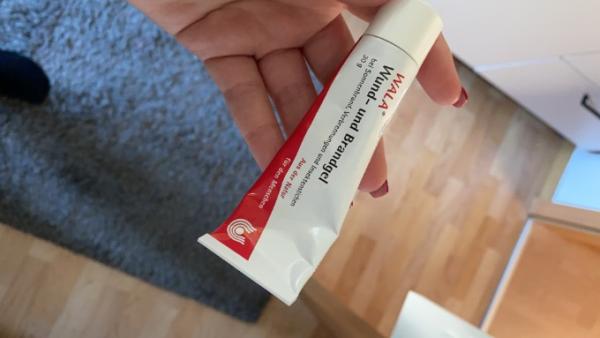 WALA®
Wund- und Brandgel
bei Sonnenbrand, Verbrennungen und Insektenstichen
30 g
Aus der Natur
für den Menschen